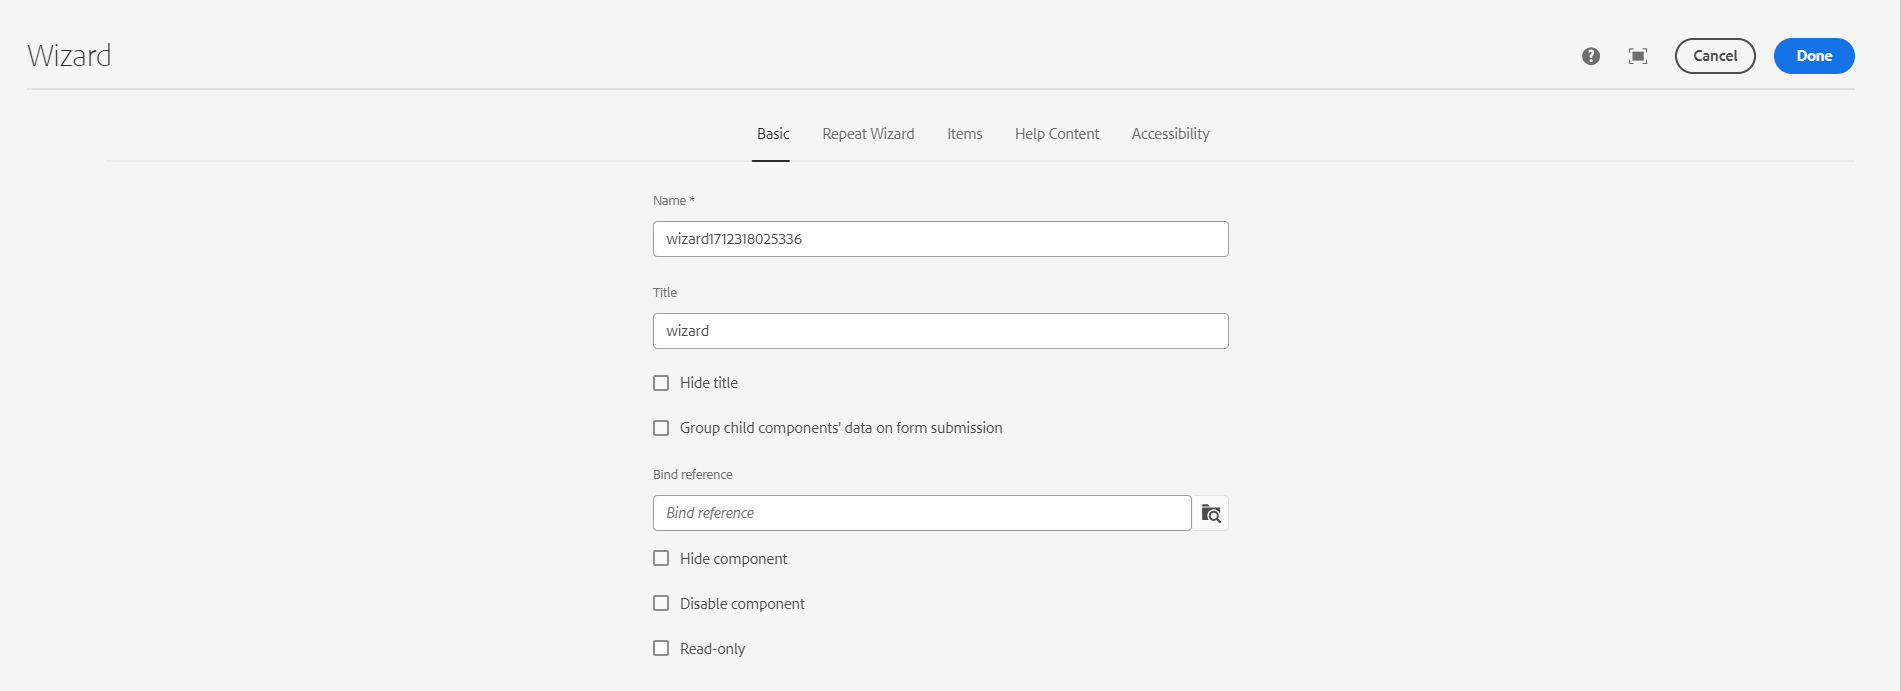 Wizard
Cancel
Done
Basic Repeat Wizard Items Help Content Accessibility
Name *
wizard1712318025336
Title
wizard
Hide title
Group child components' data on form submission
Bind reference
Bind reference
Hide component
Disable component
Read-only